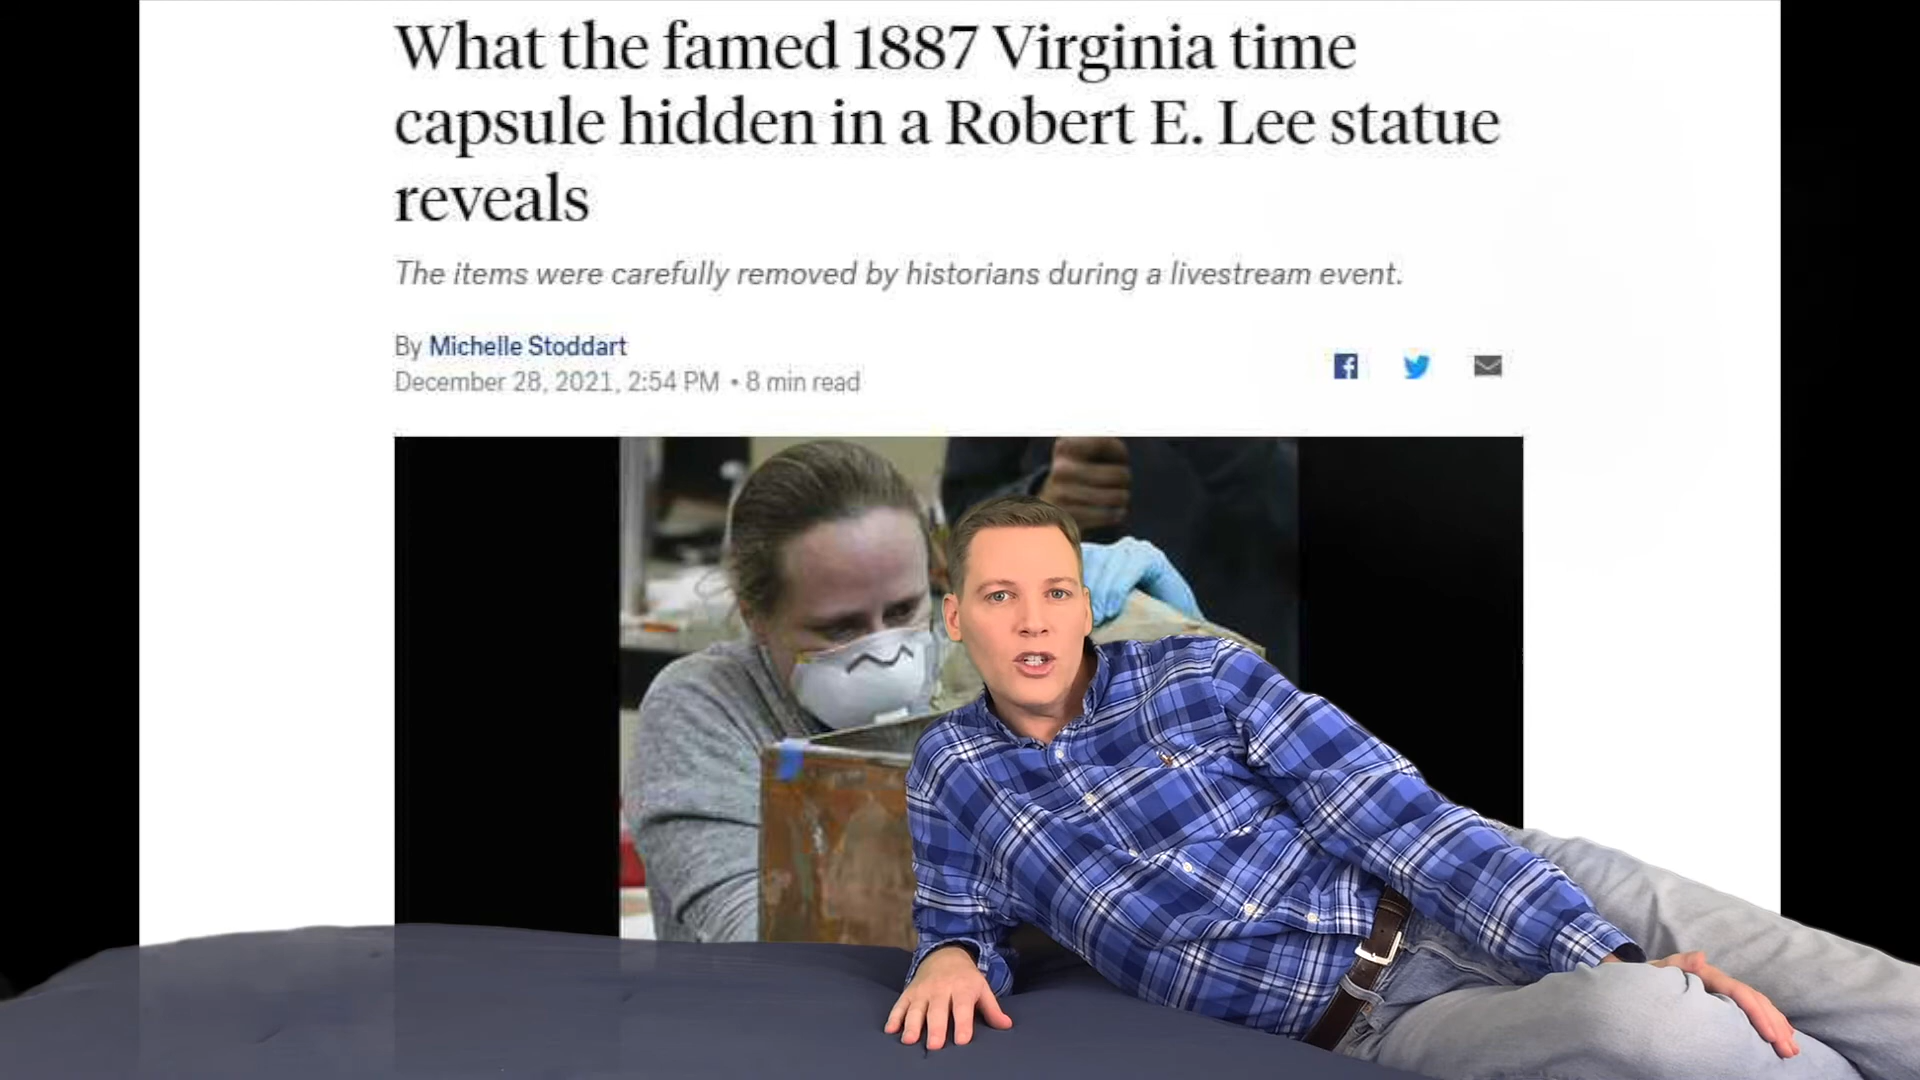 What the famed 1887 Virginia time
capsule hidden in a Robert E. Lee statue
reveals
The items were carefully removed by historians during a livestream event.
By Michelle Stoddart
December 28, 2021, 2:54 PM • 8 min read